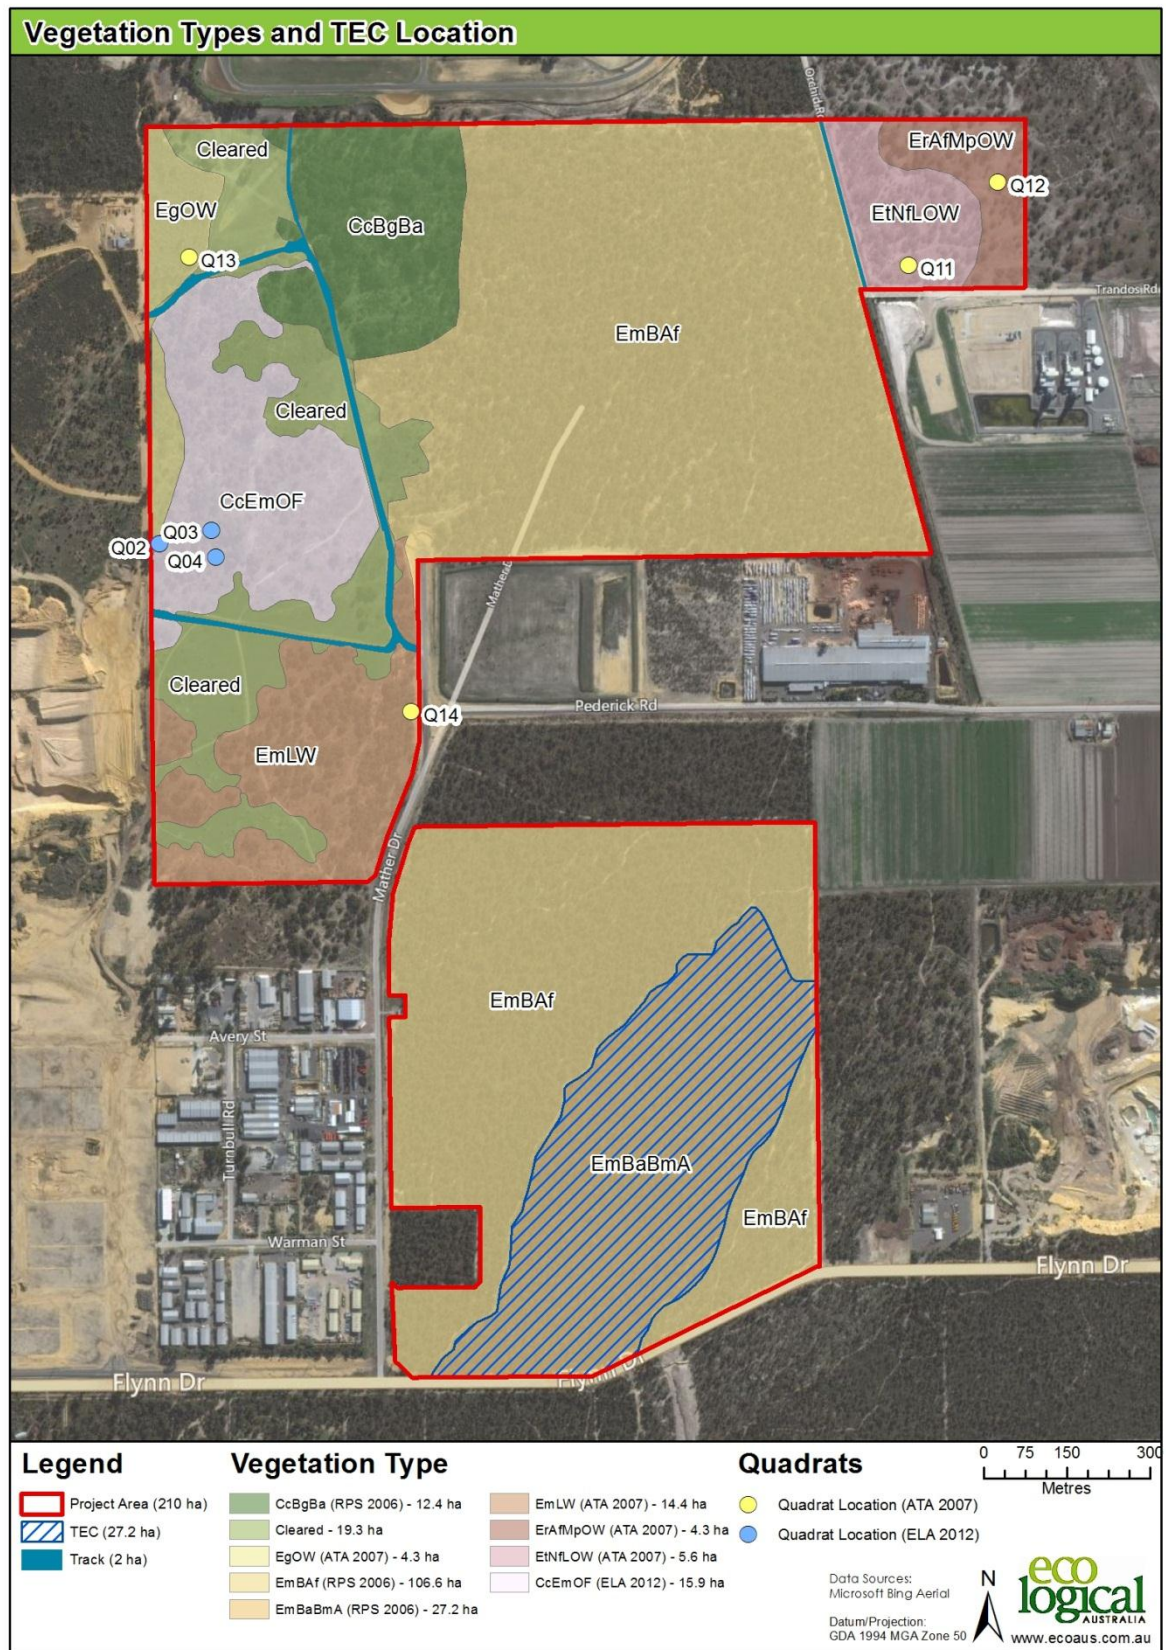 Vegetation Types and TEC Location
Orchid Rd
Cleared
ErAfMpOW
EgOW
CcBgBa
Q12
EtNfLOW
Q13
Q11
Trandos Rd
EmBAf
Cleared
CcEmOF
Q03
Q02
Q04
Mather D
Cleared
Q14
Pederick Rd
EmLW
Mather Dr
EmBAf
Avery St
Turnbull Rd
EmBaBmA
EmBAf
Warman St
Flynn Dr
Flynn Dr
Flynn Dr
Legend
Project Area (210 ha)
TEC (27.2 ha)
Track (2 ha)
Vegetation Type
CcBgBa (RPS 2006) - 12.4 ha
Cleared - 19.3 ha
EgOW (ATA 2007) - 4.3 ha
EmBAf (RPS 2006) - 106.6 ha
EmBaBmA (RPS 2006) - 27.2 ha
EmLW (ATA 2007) - 14.4 ha
ErAfMpOW (ATA 2007) - 4.3 ha
EtNfLOW (ATA 2007) - 5.6 ha
CcEmOF (ELA 2012) - 15.9 ha
Quadrats
Quadrat Location (ATA 2007)
Quadrat Location (ELA 2012)
0 75 150 300
Metres
Data Sources:
Microsoft Bing Aerial
Datum/Projection:
GDA 1994 MGA Zone 50
N
eco
logical
AUSTRALIA
www.ecoaus.com.au